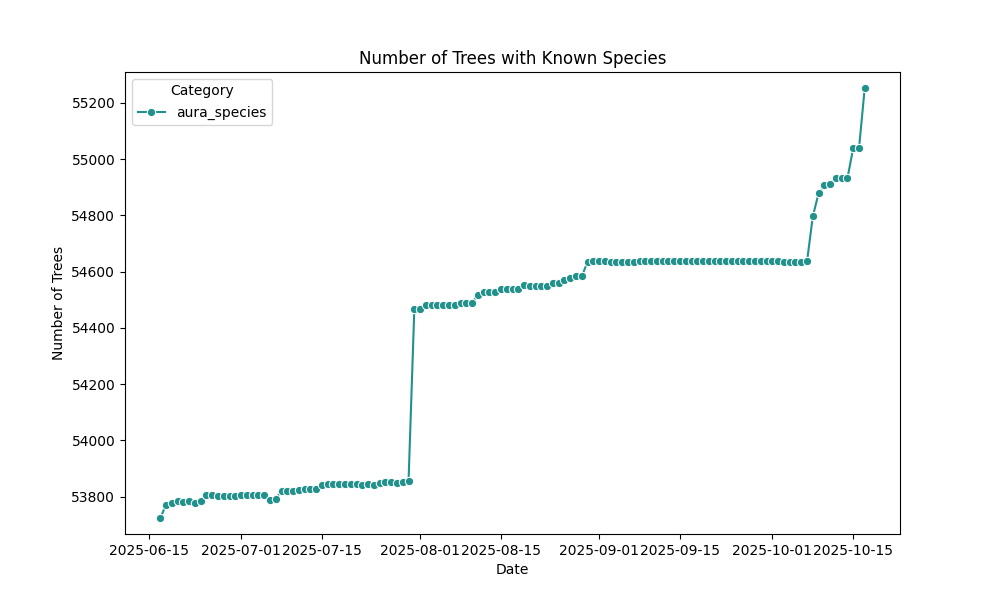 Number of Trees with Known Species
Category
aura_species
55200
55000
54800
54600
54400
54200
54000
53800
Number of Trees
2025-06-15 2025-07-01 2025-07-15 2025-08-01 2025-08-15 2025-09-01 2025-09-15 2025-10-01 2025-10-15
Date